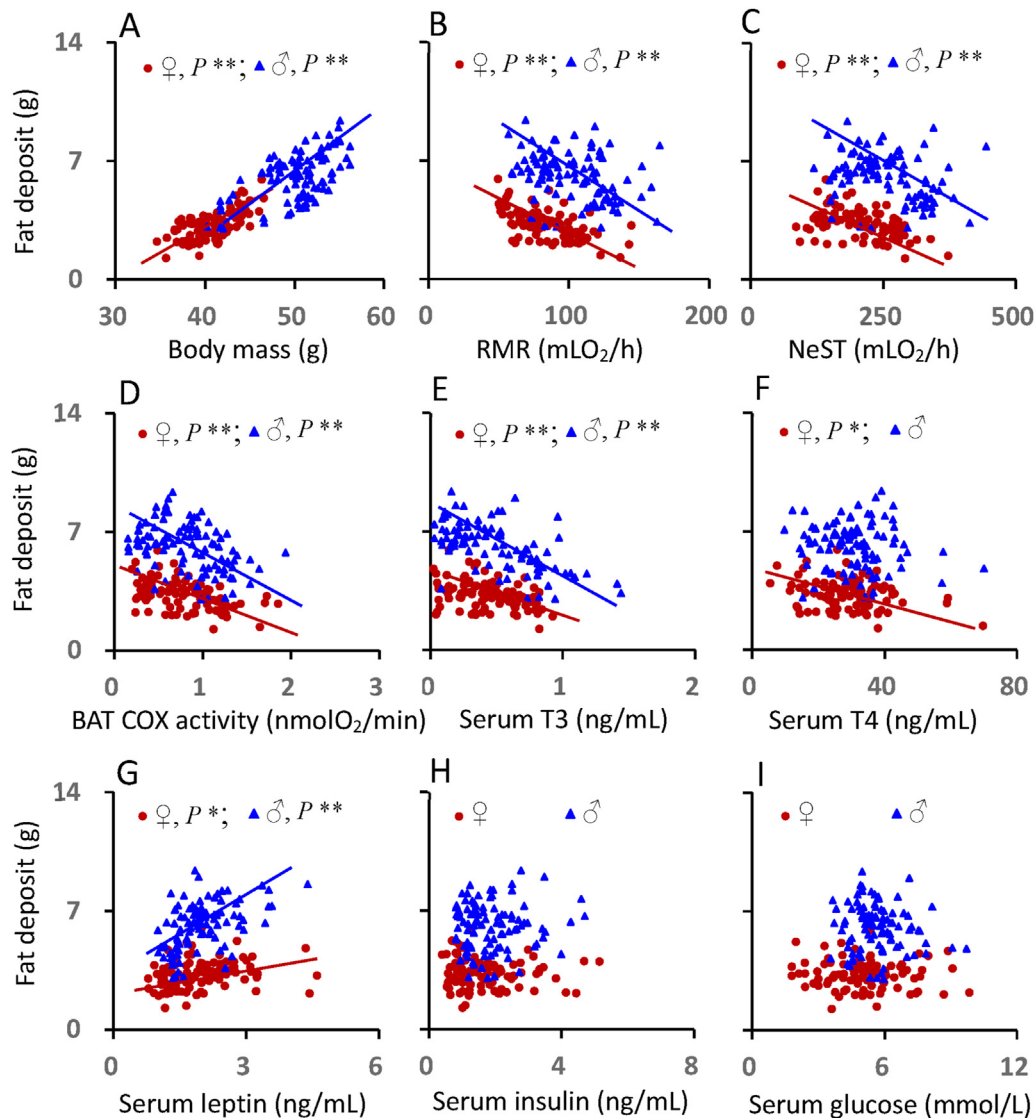 A B C
14
♀, P **; ♂, P ** ♀, P **; ♂, P ** ♀, P **; ♂, P **
Fat deposit (g)
7
0
30 40 50 60 0 100 200 0 250 500
Body mass (g) RMR (mLO₂/h) NeST (mLO₂/h)
D E F
14
♀, P **; ♂, P ** ♀, P **; ♂, P ** ♀, P *; ♂
Fat deposit (g)
7
0
0 1 2 3 0 1 2 0 40 80
BAT COX activity (nmolO₂/min) Serum T3 (ng/mL) Serum T4 (ng/mL)
G H I
14
♀, P *; ♂, P ** ♀ ♂ ♀ ♂
Fat deposit (g)
7
0
0 3 6 0 4 8 0 6 12
Serum leptin (ng/mL) Serum insulin (ng/mL) Serum glucose (mmol/L)